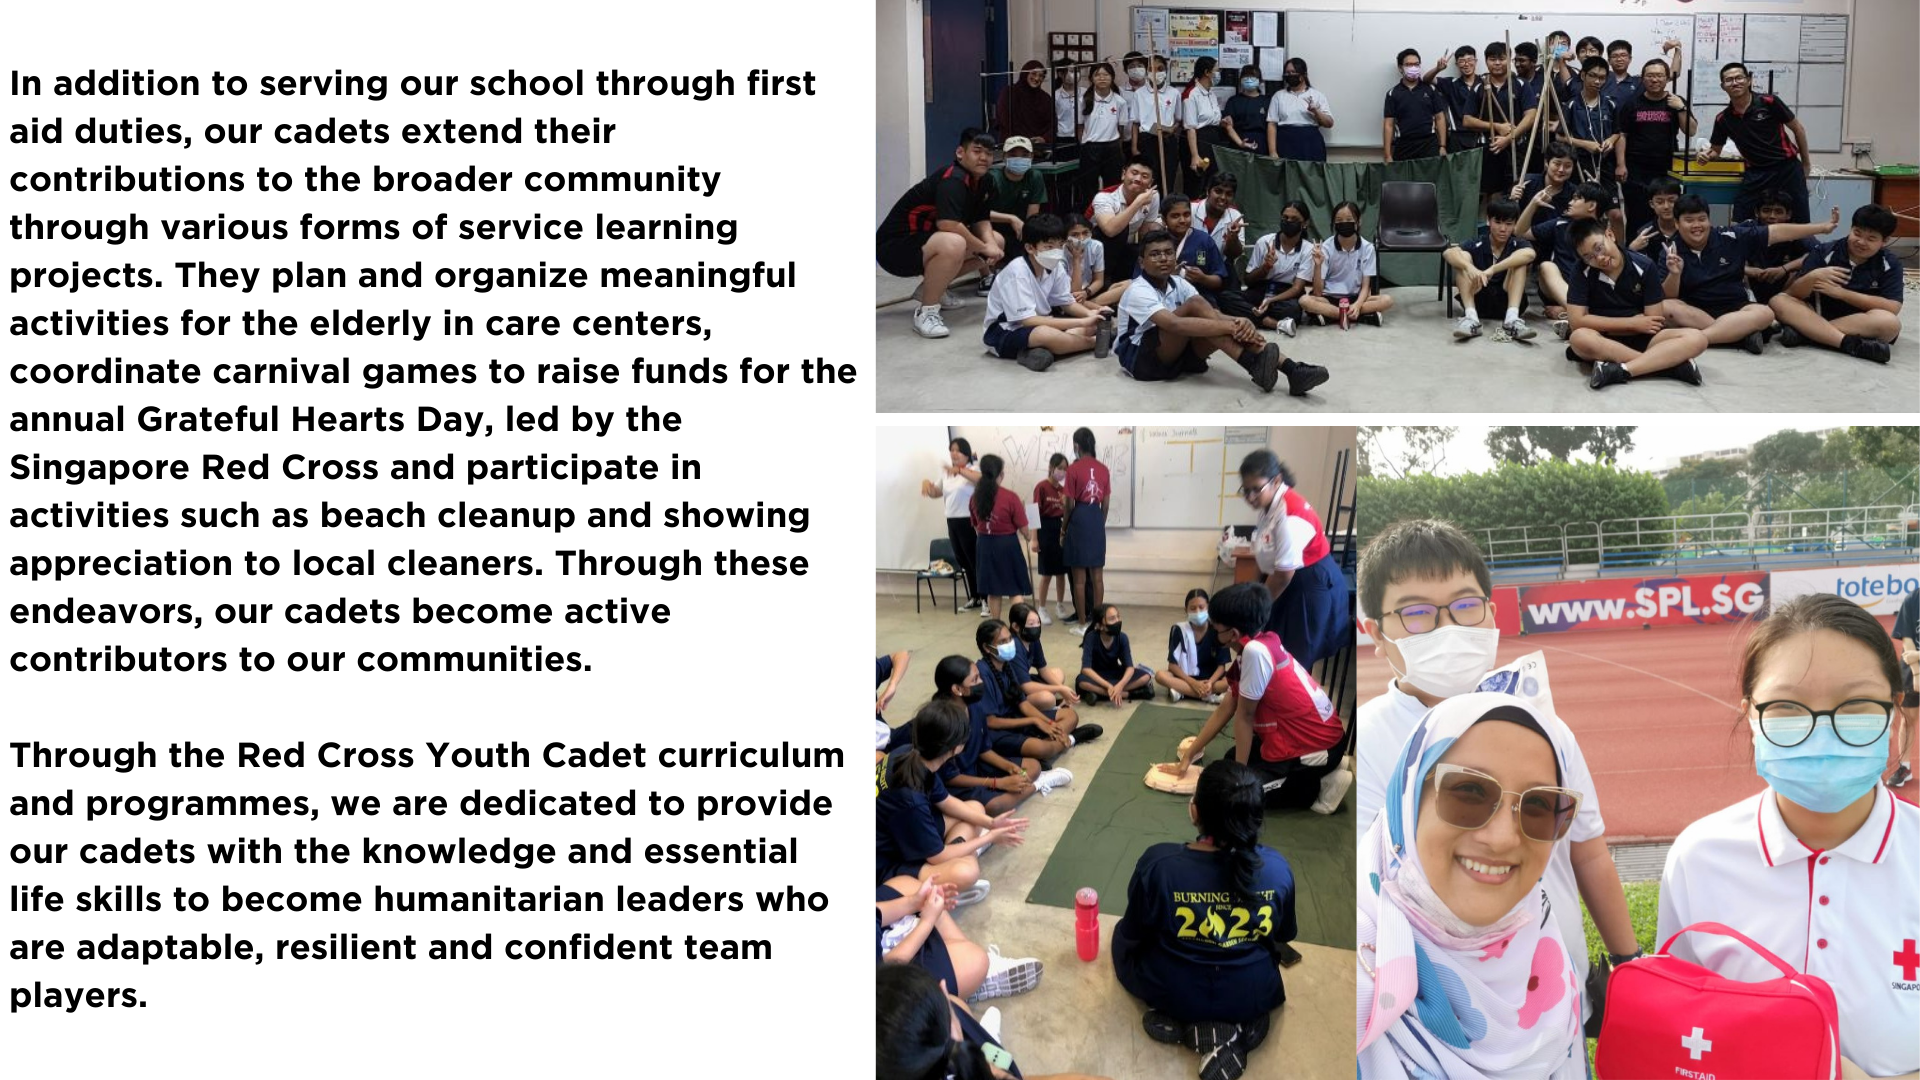 In addition to serving our school through first
aid duties, our cadets extend their
contributions to the broader community
through various forms of service learning
projects. They plan and organize meaningful
activities for the elderly in care centers,
coordinate carnival games to raise funds for the
annual Grateful Hearts Day, led by the
Singapore Red Cross and participate in
activities such as beach cleanup and showing
appreciation to local cleaners. Through these
endeavors, our cadets become active
contributors to our communities.
Through the Red Cross Youth Cadet curriculum
and programmes, we are dedicated to provide
our cadets with the knowledge and essential
life skills to become humanitarian leaders who
are adaptable, resilient and confident team
players.
BURNING
SINCE
2023
WWW.SPL.SG
totebo
SINGAPO
FIRST AID